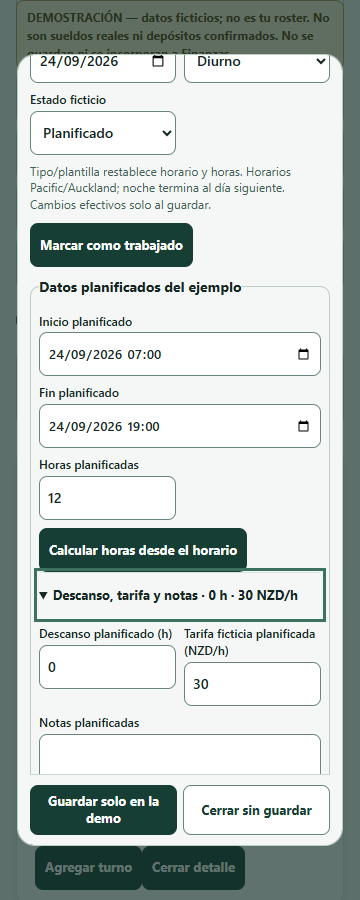 DEMOSTRACIÓN — datos ficticios; no es tu roster. No
son sueldos reales ni depósitos confirmados. No se
guardan ni se incorporan a Finanzas.
24/09/2026
Diurno
Estado ficticio
Planificado
Tipo/plantilla restablece horario y horas. Horarios
Pacific/Auckland; noche termina al día siguiente.
Cambios efectivos solo al guardar.
Marcar como trabajado
Datos planificados del ejemplo
Inicio planificado
24/09/2026 07:00
Fin planificado
24/09/2026 19:00
Horas planificadas
12
Calcular horas desde el horario
▼ Descanso, tarifa y notas · 0 h · 30 NZD/h
Descanso planificado (h)
0
Tarifa ficticia planificada
(NZD/h)
30
Notas planificadas
Guardar solo en la
demo
Cerrar sin guardar
Agregar turno
Cerrar detalle